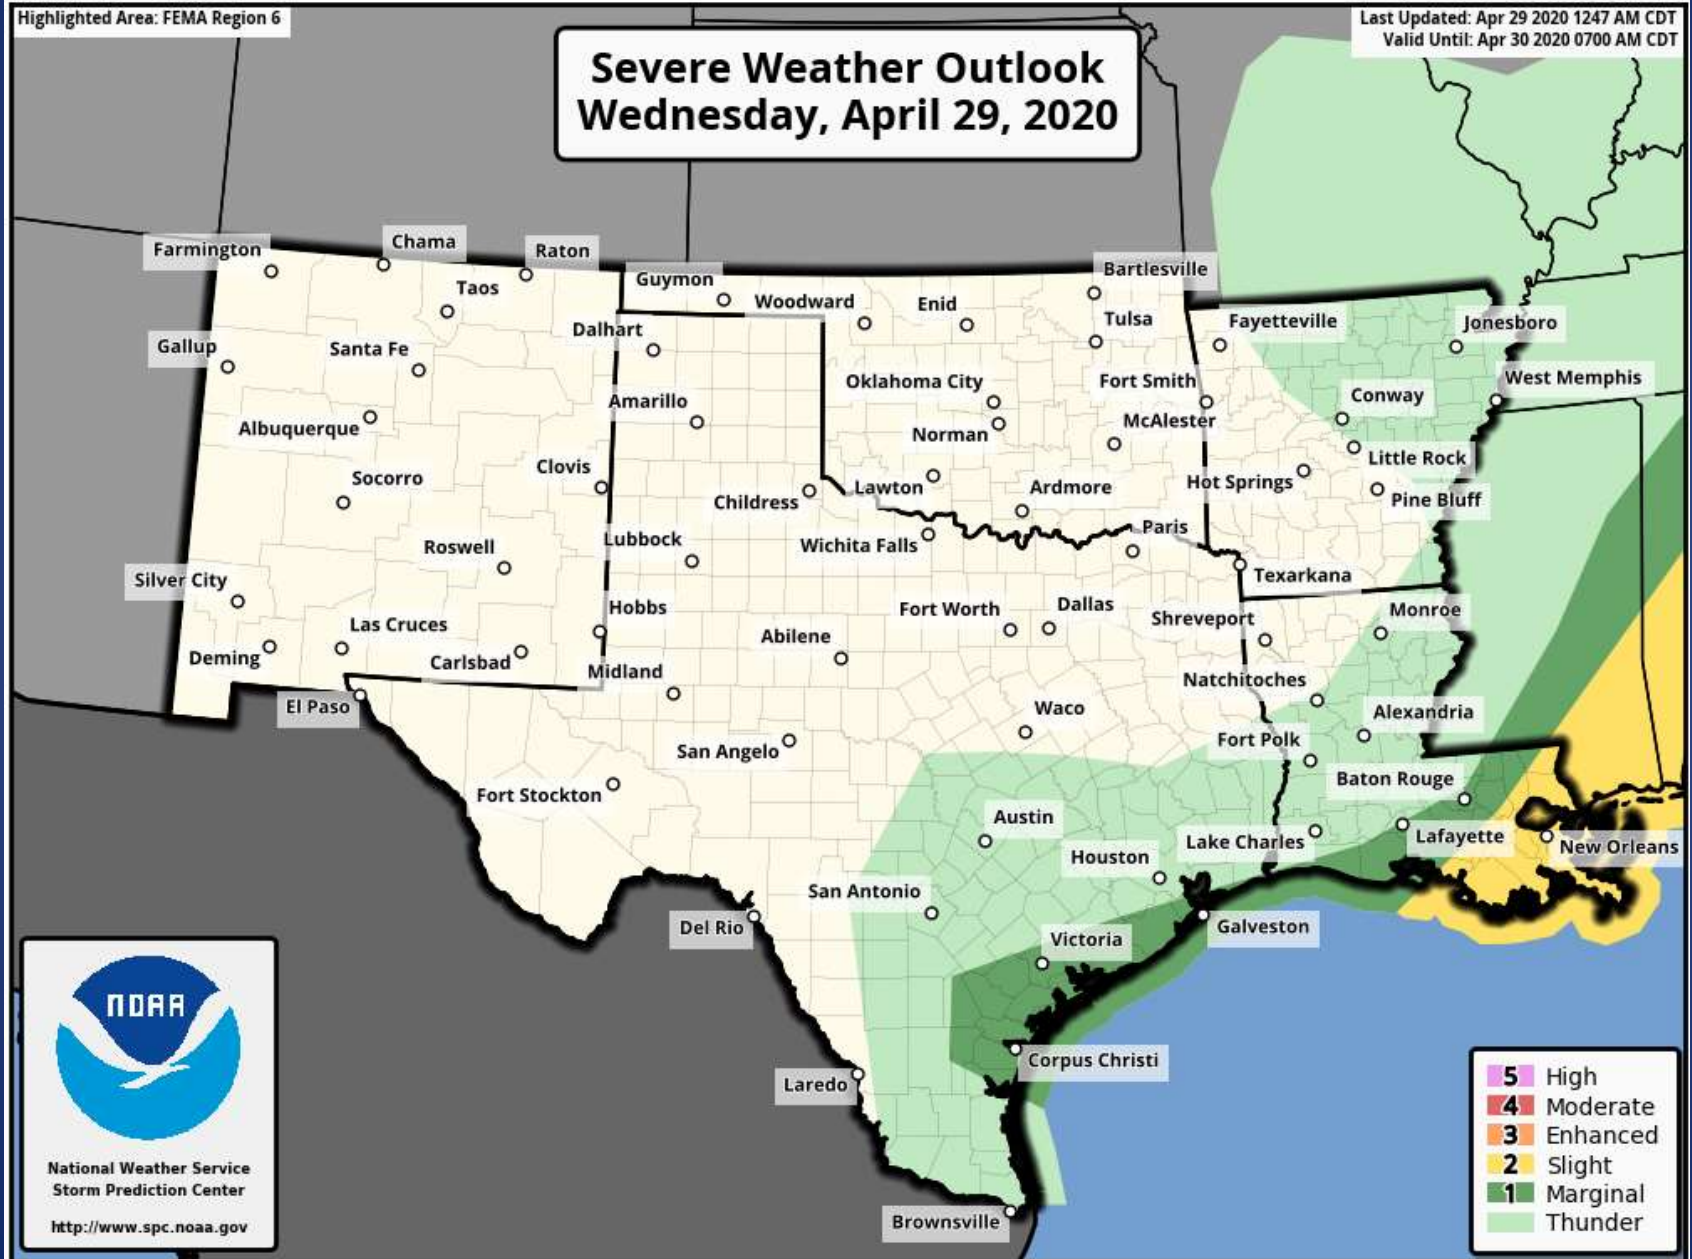 Highlighted Area: FEMA Region 6
Last Updated: Apr 29 2020 1247 AM CDT
Valid Until: Apr 30 2020 0700 AM CDT
Severe Weather Outlook
Wednesday, April 29, 2020
Farmington
Chama
Raton
Taos
Guymon
Woodward
Enid
Bartlesville
Tulsa
Fayetteville
Jonesboro
Gallup
Santa Fe
Dalhart
Oklahoma City
Fort Smith
West Memphis
Albuquerque
Amarillo
Norman
McAlester
Conway
Socorro
Clovis
Childress
Lawton
Ardmore
Hot Springs
Little Rock
Pine Bluff
Roswell
Lubbock
Wichita Falls
Paris
Silver City
Texarkana
Las Cruces
Hobbs
Fort Worth
Dallas
Shreveport
Monroe
Deming
Carlsbad
Midland
Abilene
Natchitoches
El Paso
San Angelo
Waco
Fort Polk
Alexandria
Fort Stockton
Baton Rouge
Austin
Houston
Lake Charles
Lafayette
New Orleans
San Antonio
Del Rio
Victoria
Galveston
Corpus Christi
Laredo
Brownsville
NOAA
National Weather Service
Storm Prediction Center
http://www.spc.noaa.gov
5 High
4 Moderate
3 Enhanced
2 Slight
1 Marginal
Thunder